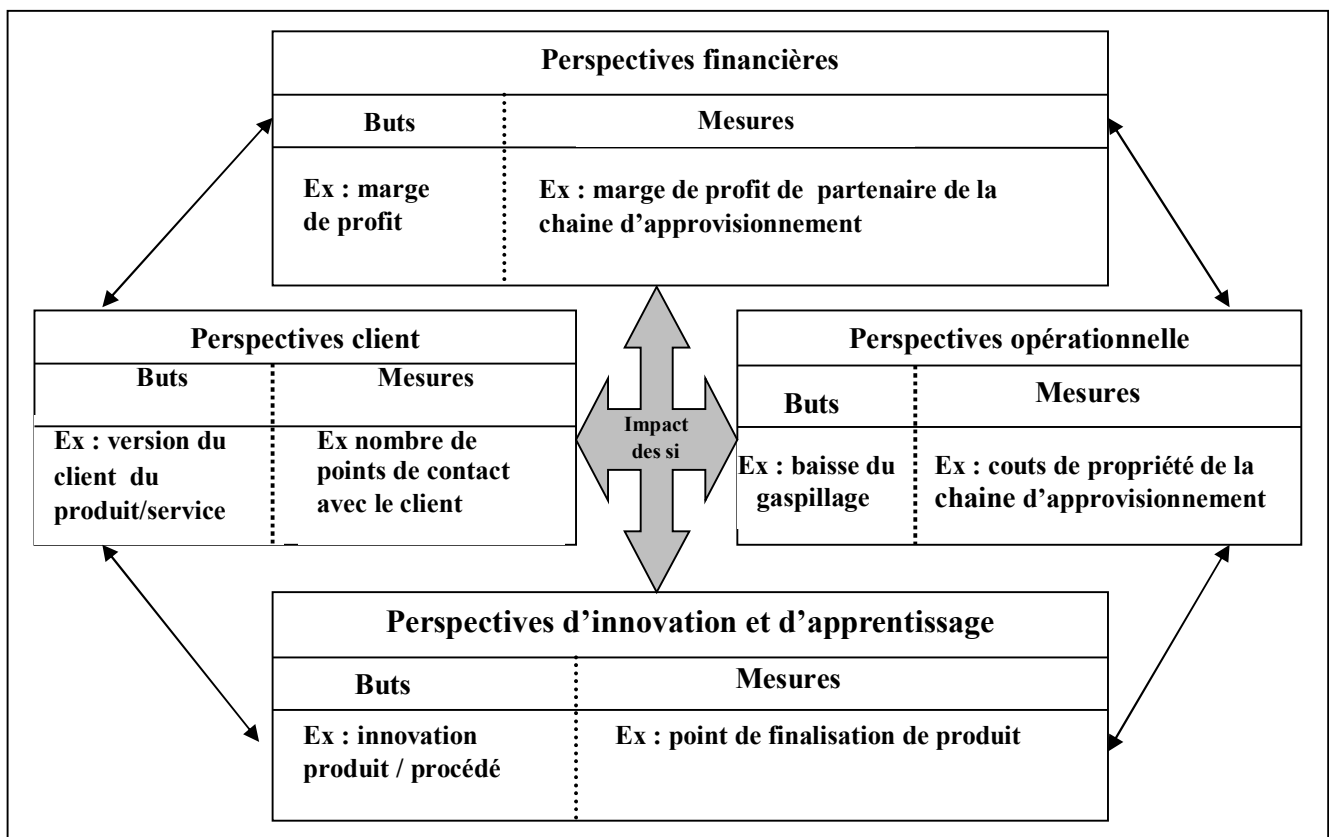 Perspectives financières
Buts
Mesures
Ex : marge
de profit
Ex : marge de profit de partenaire de la
chaine d’approvisionnement
Perspectives client
Buts
Mesures
Ex : version du
client du
produit/service
Ex nombre de
points de contact
avec le client
Impact
des si
Perspectives opérationnelle
Buts
Mesures
Ex : baisse du
gaspillage
Ex : couts de propriété de la
chaine d’approvisionnement
Perspectives d’innovation et d’apprentissage
Buts
Mesures
Ex : innovation
produit / procédé
Ex : point de finalisation de produit